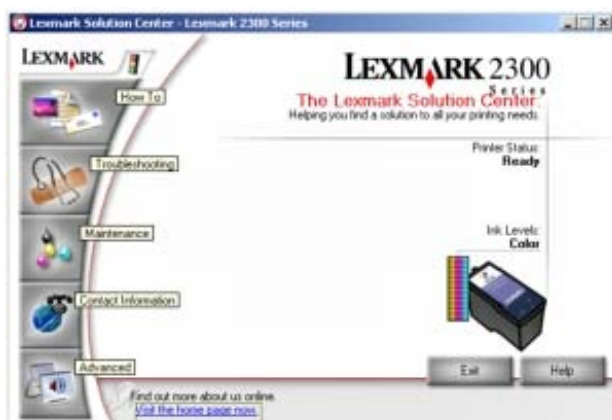 Lexmark Solution Center - Lexmark 2300 Series
LEXMARK
How To
Troubleshooting
Maintenance
Contact Information
Advanced
LEXMARK 2300
Series
The Lexmark Solution Center:
Helping you find a solution to all your printing needs.
Printer Status:
Ready
Ink Levels:
Color
Exit
Help
Find out more about us online.
Visit the home page now.